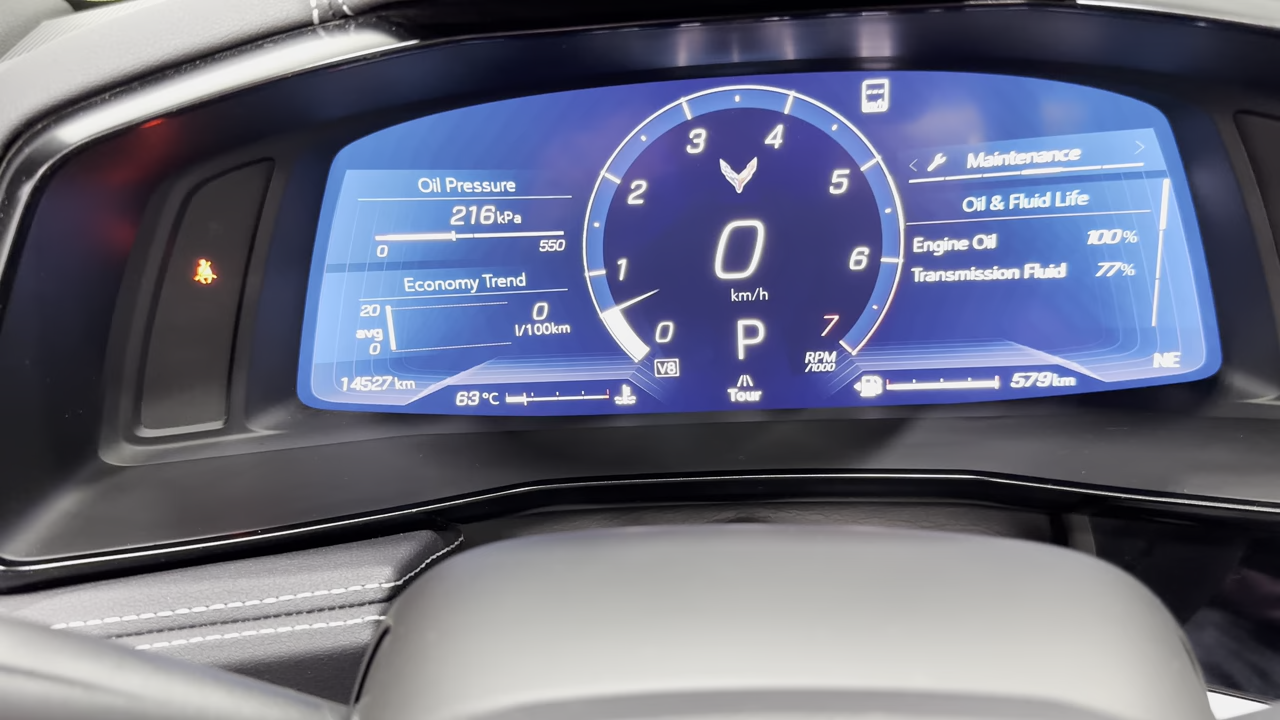 Oil Pressure
216 kPa
0 550
Economy Trend
20
avg
0
0
l/100km
14527 km
63 °C
0 1 2 3 4 5 6 7
0
km/h
P
V8
RPM
/1000
Tour
km/h
Maintenance
Oil & Fluid Life
Engine Oil 100%
Transmission Fluid 77%
NE
579 km